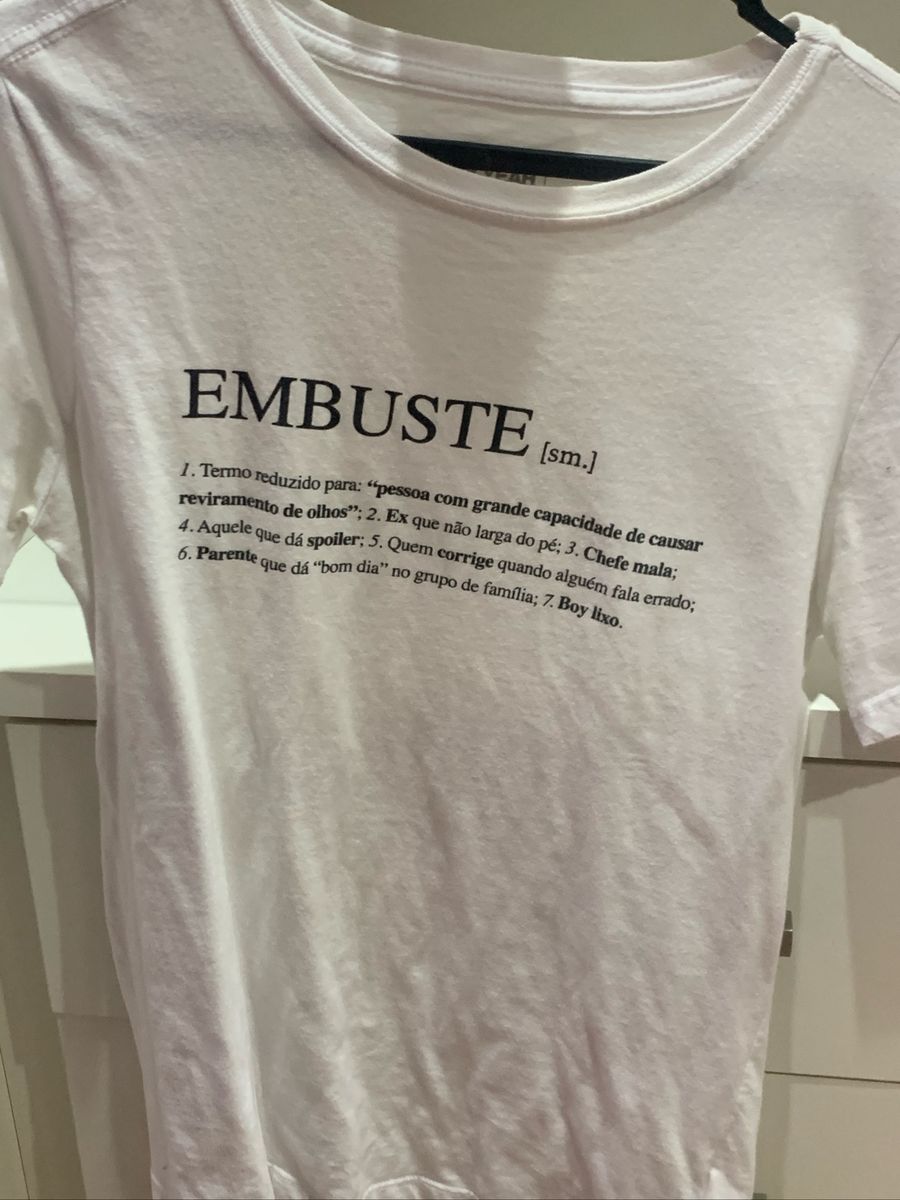 YEAH
EMBUSTE [sm.]
1. Termo reduzido para: “pessoa com grande capacidade de causar
reviramento de olhos”; 2. Ex que não larga do pé; 3. Chefe mala;
4. Aquele que dá spoiler; 5. Quem corrige quando alguém fala errado;
6. Parente que dá “bom dia” no grupo de família; 7. Boy lixo.